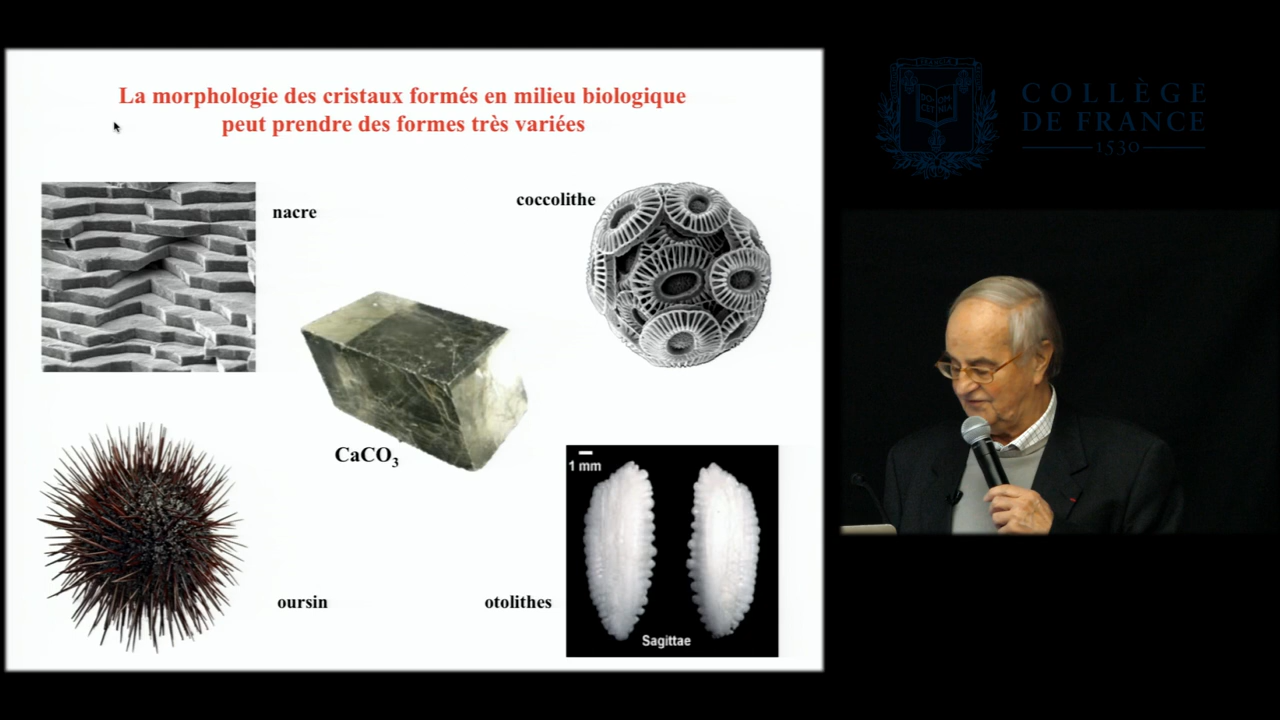 La morphologie des cristaux formés en milieu biologique
peut prendre des formes très variées
nacre
coccolithe
CaCO₃
oursin
otolithes
1 mm
Sagittae
COLLÈGE
DE FRANCE
1530